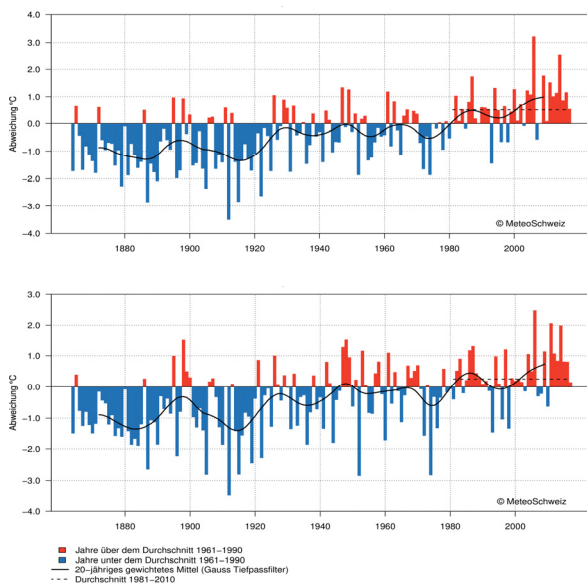 4.0
3.0
2.0
1.0
0.0
−1.0
−2.0
−3.0
−4.0
Abweichung °C
© MeteoSchweiz
1880 1900 1920 1940 1960 1980 2000
3.0
2.0
1.0
0.0
−1.0
−2.0
−3.0
−4.0
Abweichung °C
© MeteoSchweiz
1880 1900 1920 1940 1960 1980 2000
Jahre über dem Durchschnitt 1961−1990
Jahre unter dem Durchschnitt 1961−1990
20-jähriges gewichtetes Mittel (Gauss Tiefpassfilter)
Durchschnitt 1981−2010